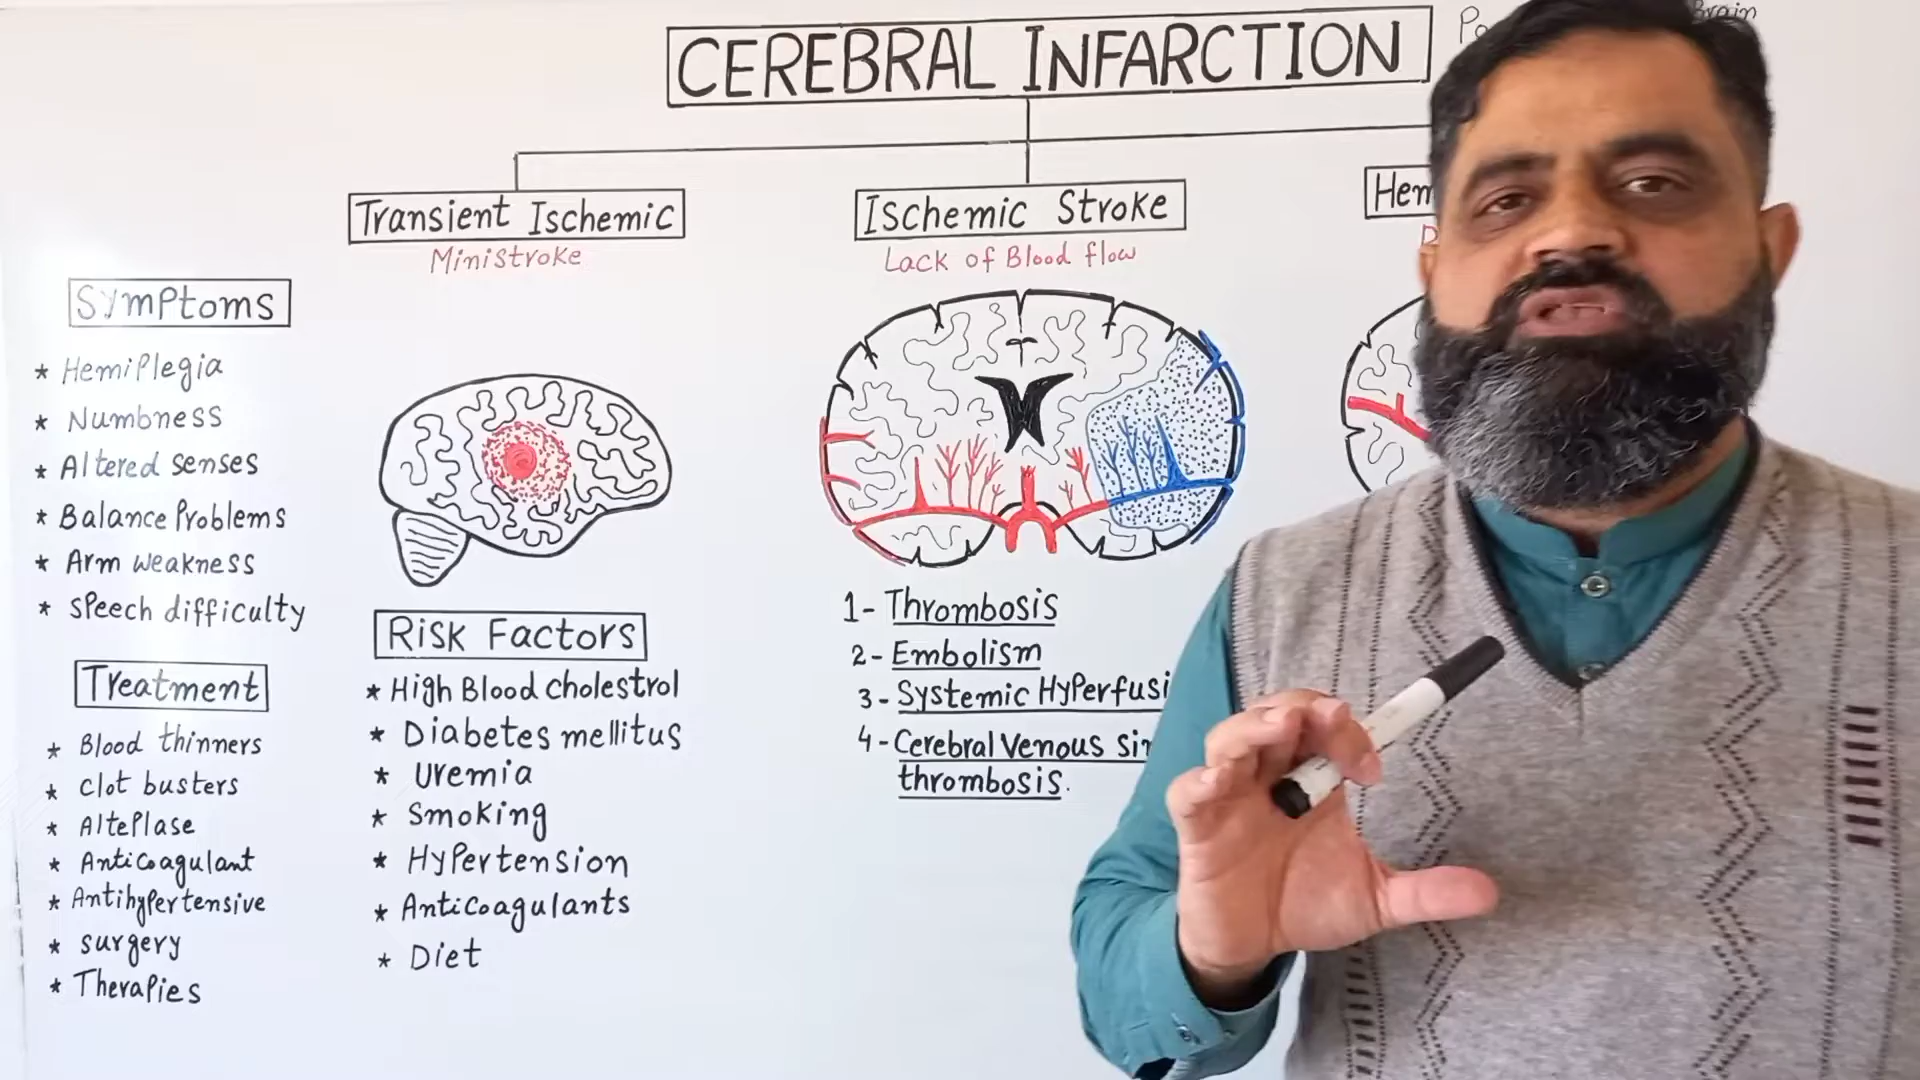 CEREBRAL INFARCTION
Brain
Transient Ischemic
Ministroke
Ischemic Stroke
Lack of Blood flow
Symptoms
* Hemiplegia
* Numbness
* Altered senses
* Balance Problems
* Arm weakness
* Speech difficulty
Treatment
* Blood thinners
* Clot busters
* Alteplase
* Anticoagulant
* Antihypertensive
* surgery
* Therapies
Risk Factors
* High Blood cholestrol
* Diabetes mellitus
* Uremia
* Smoking
* Hypertension
* Anticoagulants
* Diet
1- Thrombosis
2- Embolism
3- Systemic
4- Cerebral Venous
thrombosis.